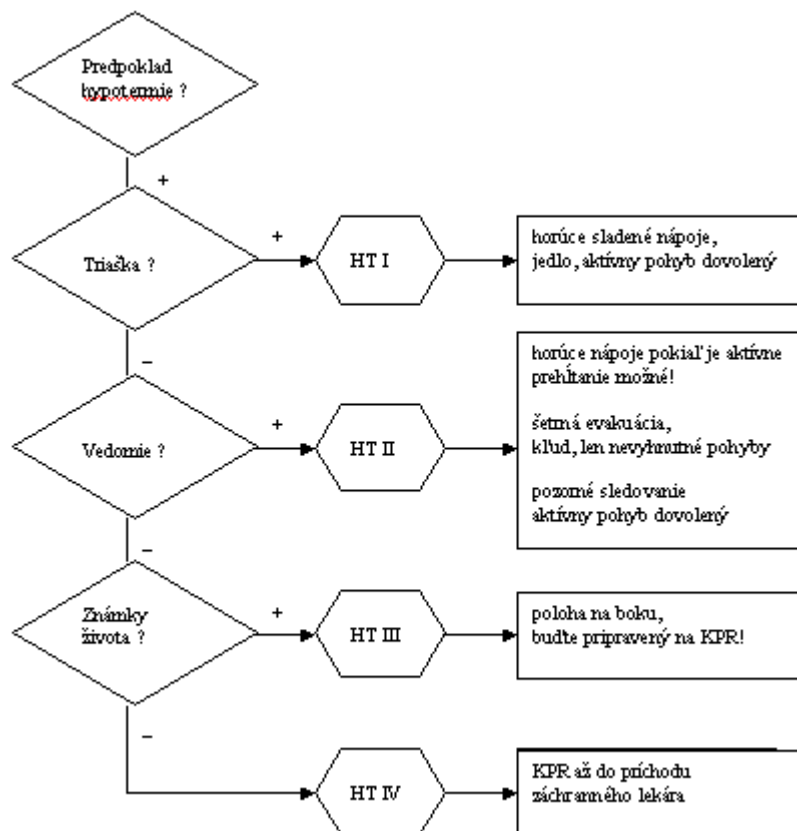 Predpoklad
hypotermie ?
+
Triaška ?
+
HT I
horúce sladené nápoje,
jedlo, aktívny pohyb dovolený
–
Vedomie ?
+
HT II
horúce nápoje pokiaľ je aktívne
prehĺtanie možné!
šetrná evakuácia,
kľud, len nevyhnutné pohyby
pozorné sledovanie
aktívny pohyb dovolený
–
Známky
života ?
+
HT III
poloha na boku,
buďte pripravený na KPR!
–
HT IV
KPR až do príchodu
záchranného lekára